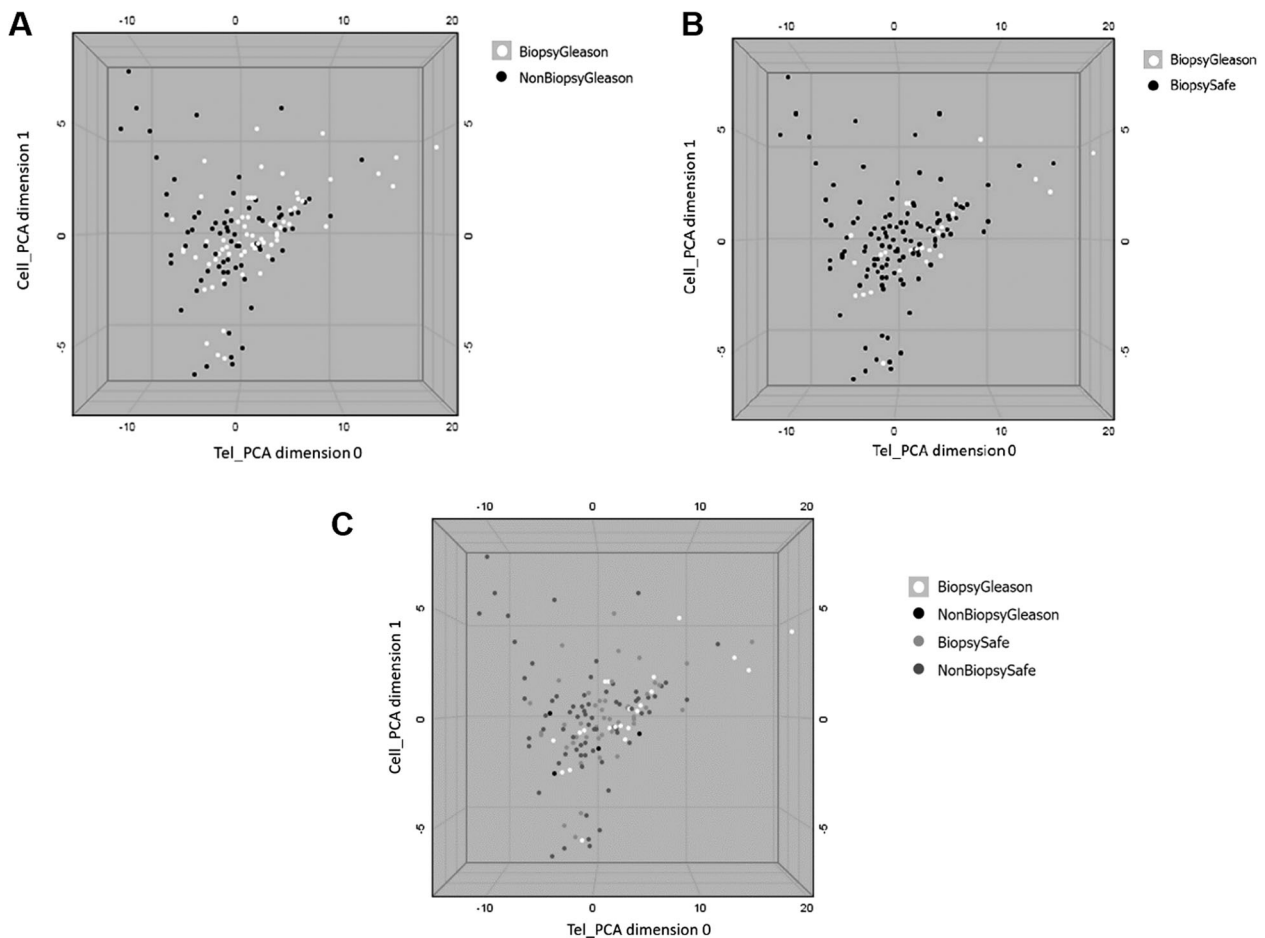 A
-10 0 10 20
5 5
0 0
-5 -5
-10 0 10 20
Cell_PCA dimension 1
Tel_PCA dimension 0
BiopsyGleason
NonBiopsyGleason
B
-10 0 10 20
5 5
0 0
-5 -5
-10 0 10 20
Cell_PCA dimension 1
Tel_PCA dimension 0
BiopsyGleason
BiopsySafe
C
-10 0 10 20
5 5
0 0
-5 -5
-10 0 10 20
Cell_PCA dimension 1
Tel_PCA dimension 0
BiopsyGleason
NonBiopsyGleason
BiopsySafe
NonBiopsySafe